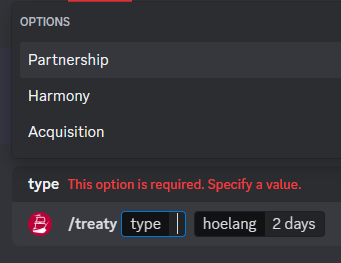 OPTIONS
Partnership
Harmony
Acquisition
type This option is required. Specify a value.
/treaty type hoelang 2 days